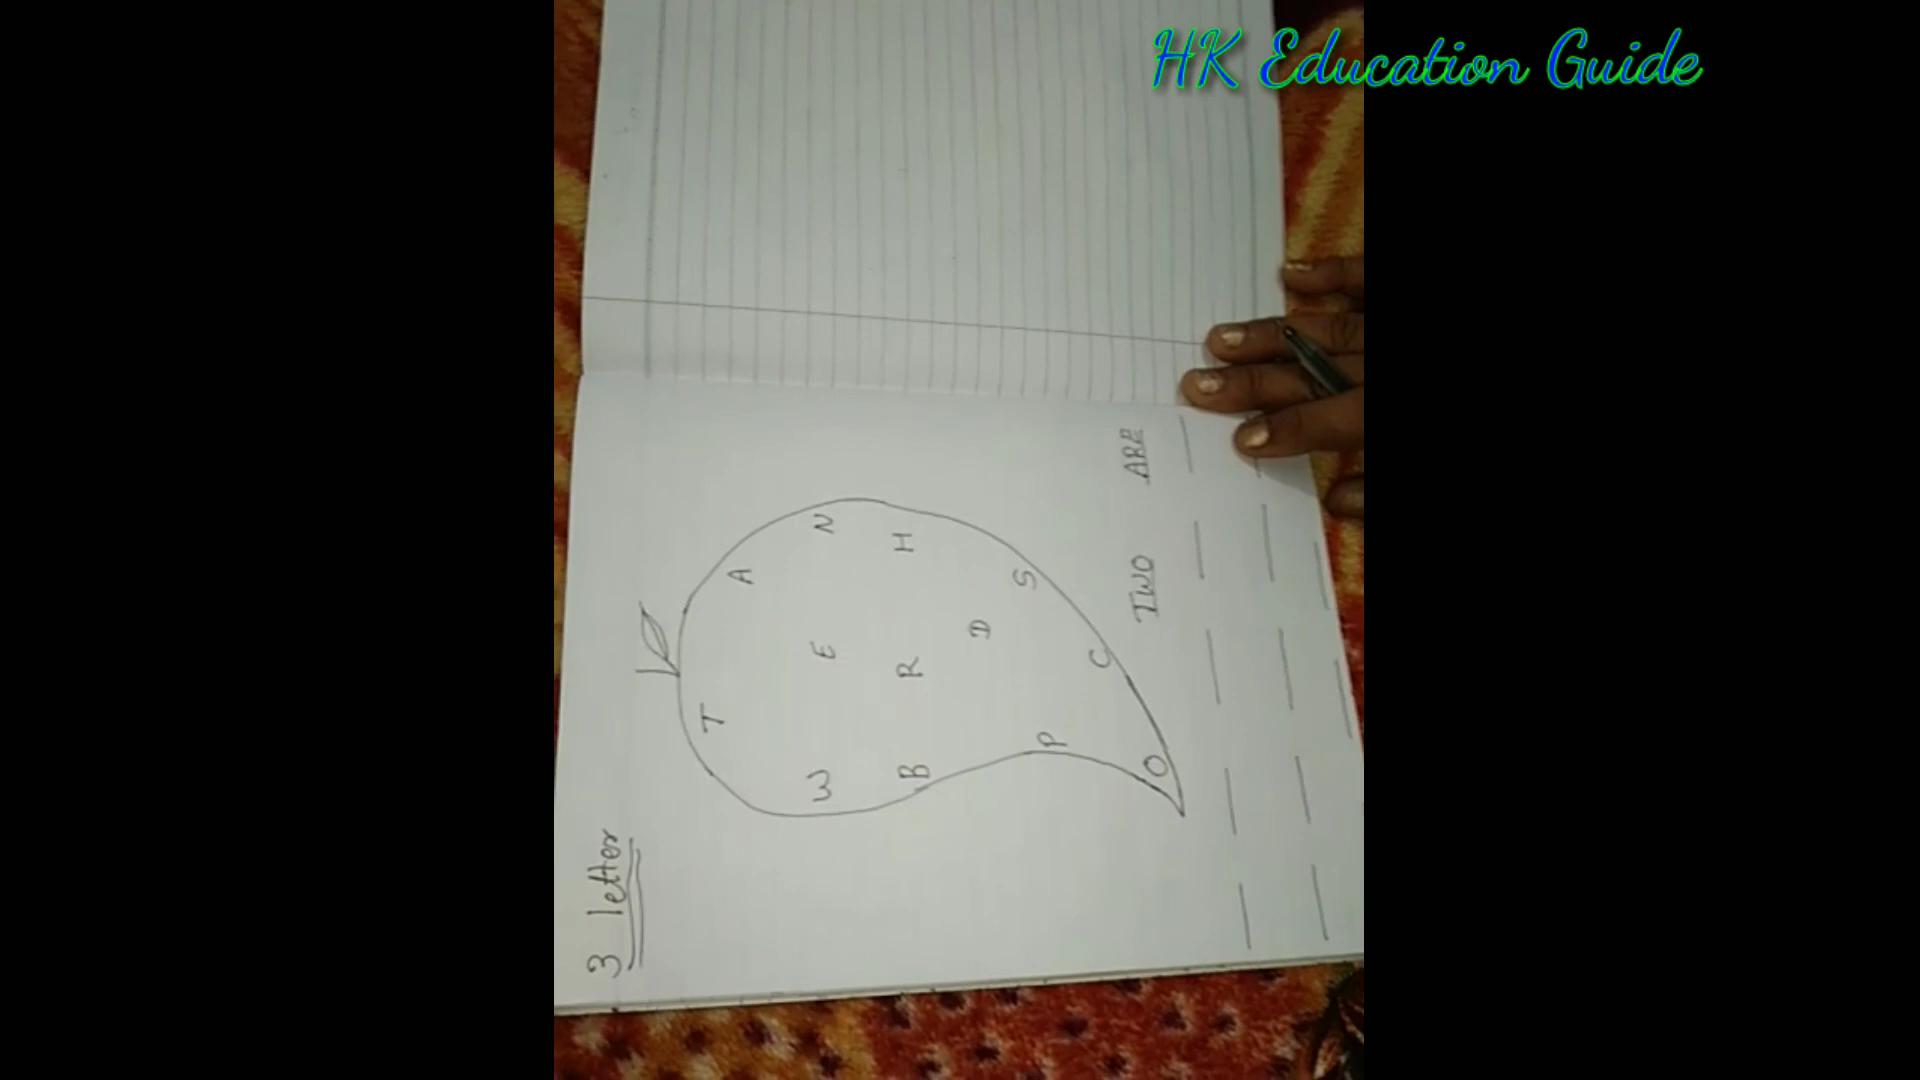 HK Education Guide
3 letter
T A
W E N
B R H
D
P S
C
O
TWO ARE